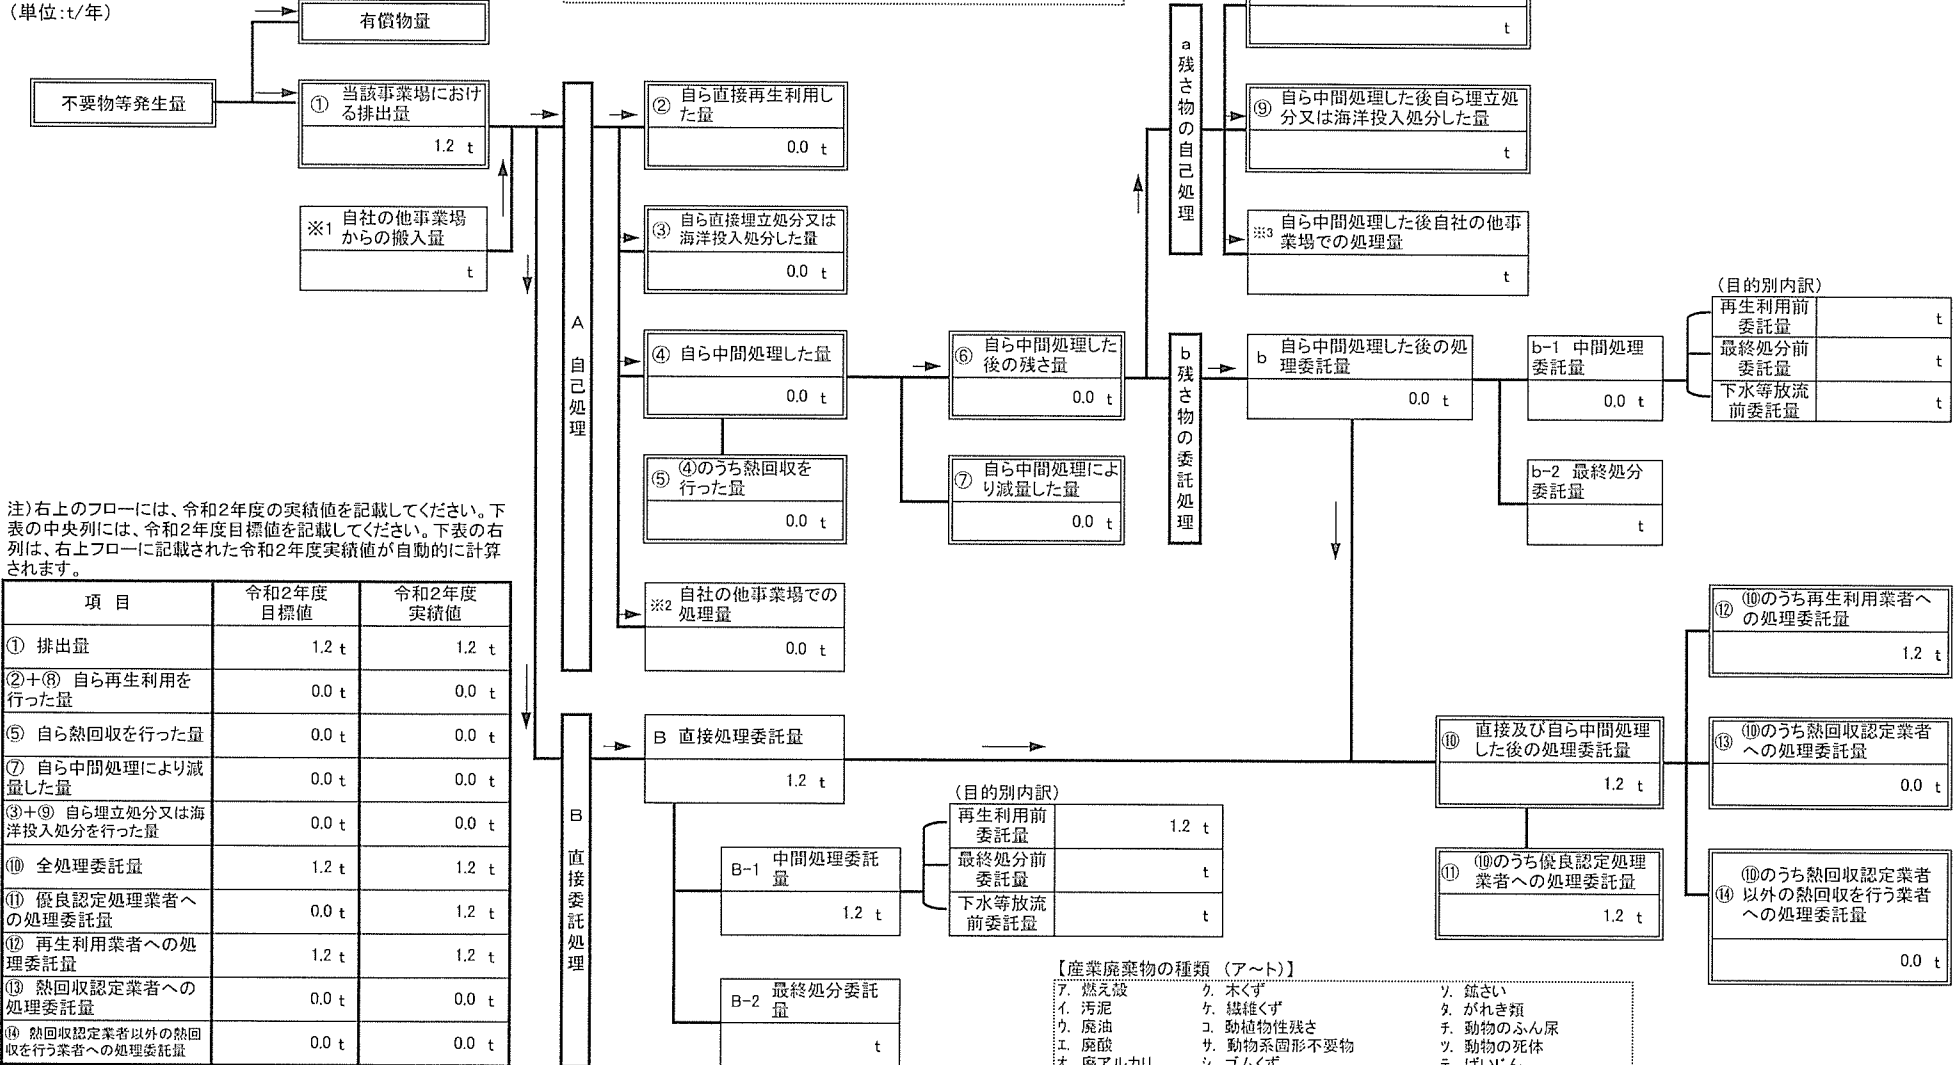 (単位:t/年)
有償物量
不要物等発生量
① 当該事業場におけ
る排出量
1.2 t
※1 自社の他事業場
からの搬入量
t
A 自己処理
② 自ら直接再生利用し
た量
0.0 t
③ 自ら直接埋立処分又は
海洋投入処分した量
0.0 t
④ 自ら中間処理した量
0.0 t
⑤ ④のうち熱回収を
行った量
0.0 t
※2 自社の他事業場での
処理量
0.0 t
⑥ 自ら中間処理した
後の残さ量
0.0 t
⑦ 自ら中間処理によ
り減量した量
0.0 t
a残さ物の自己処理
t
⑨ 自ら中間処理した後自ら埋立処
分又は海洋投入処分した量
t
※3 自ら中間処理した後自社の他事
業場での処理量
t
b残さ物の委託処理
b 自ら中間処理した後の処
理委託量
0.0 t
b-1 中間処理
委託量
0.0 t
(目的別内訳)
再生利用前
委託量 t
最終処分前
委託量 t
下水等放流
前委託量 t
b-2 最終処分
委託量
t
注)右上のフローには、令和2年度の実績値を記載してください。下
表の中央列には、令和2年度目標値を記載してください。下表の右
列は、右上フローに記載された令和2年度実績値が自動的に計算
されます。
項 目 令和2年度 目標値 令和2年度 実績値
① 排出量 1.2 t 1.2 t
②+⑧ 自ら再生利用を
行った量 0.0 t 0.0 t
⑤ 自ら熱回収を行った量 0.0 t 0.0 t
⑦ 自ら中間処理により減
量した量 0.0 t 0.0 t
③+⑨ 自ら埋立処分又は海
洋投入処分を行った量 0.0 t 0.0 t
⑩ 全処理委託量 1.2 t 1.2 t
⑪ 優良認定処理業者へ
の処理委託量 0.0 t 1.2 t
⑫ 再生利用業者への処
理委託量 1.2 t 1.2 t
⑬ 熱回収認定業者への
処理委託量 0.0 t 0.0 t
⑭ 熱回収認定業者以外の熱回
収を行う業者への処理委託量 0.0 t 0.0 t
B 直接委託処理
B 直接処理委託量
1.2 t
B-1 中間処理委託
量
1.2 t
(目的別内訳)
再生利用前
委託量 1.2 t
最終処分前
委託量 t
下水等放流
前委託量 t
B-2 最終処分委託
量
t
⑩ 直接及び自ら中間処理
した後の処理委託量
1.2 t
⑪ ⑩のうち優良認定処理
業者への処理委託量
1.2 t
⑫ ⑩のうち再生利用業者へ
の処理委託量
1.2 t
⑬ ⑩のうち熱回収認定業者
への処理委託量
0.0 t
⑭ ⑩のうち熱回収認定業者
以外の熱回収を行う業者
への処理委託量
0.0 t
【産業廃棄物の種類 (ア~ト)】
ア. 燃え殻 ク. 木くず ソ. 鉱さい
イ. 汚泥 ケ. 繊維くず タ. がれき類
ウ. 廃油 コ. 動植物性残さ チ. 動物のふん尿
エ. 廃酸 サ. 動物系固形不要物 ツ. 動物の死体
オ. 廃アルカリ シ. ゴムくず テ. ばいじん